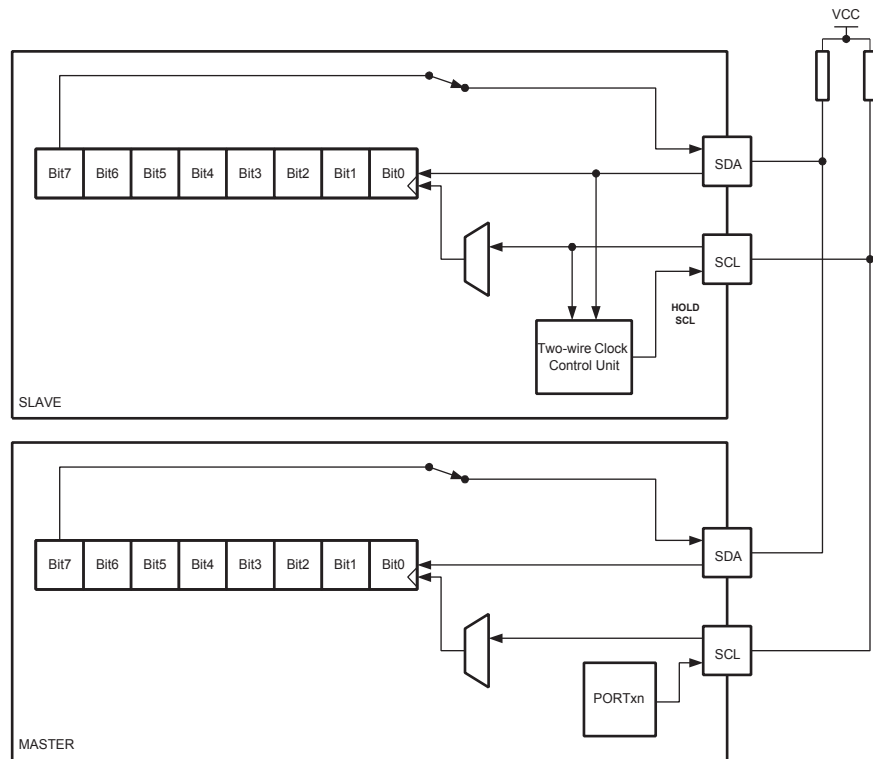 VCC
Bit7 Bit6 Bit5 Bit4 Bit3 Bit2 Bit1 Bit0
SDA
SCL
HOLD
SCL
Two-wire Clock
Control Unit
SLAVE
Bit7 Bit6 Bit5 Bit4 Bit3 Bit2 Bit1 Bit0
SDA
SCL
PORTxn
MASTER